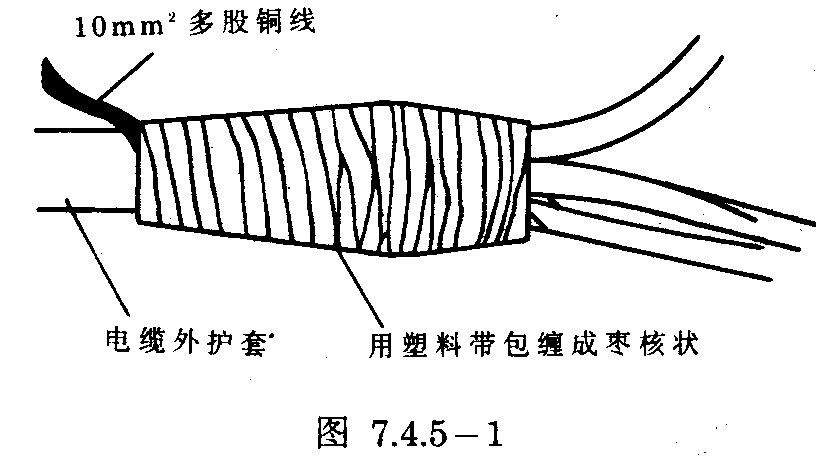 10mm² 多股铜线
电缆外护套
用塑料带包缠成枣核状
图 7.4.5-1